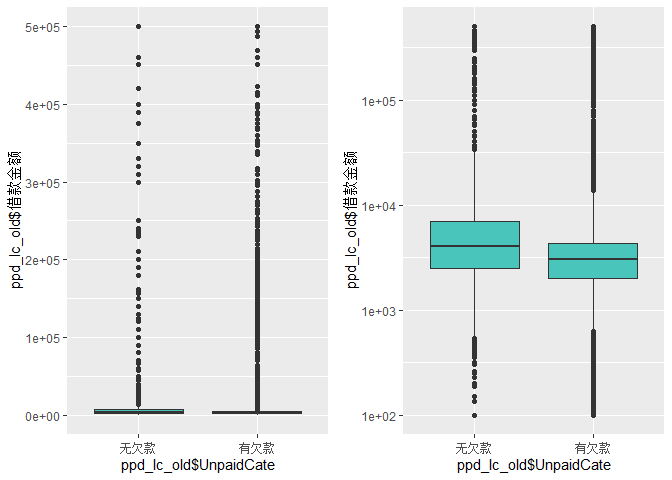 ppd_lc_old$借款金额
5e+05
4e+05
3e+05
2e+05
1e+05
0e+00
无欠款 有欠款
ppd_lc_old$UnpaidCate
ppd_lc_old$借款金额
1e+05
1e+04
1e+03
1e+02
无欠款 有欠款
ppd_lc_old$UnpaidCate